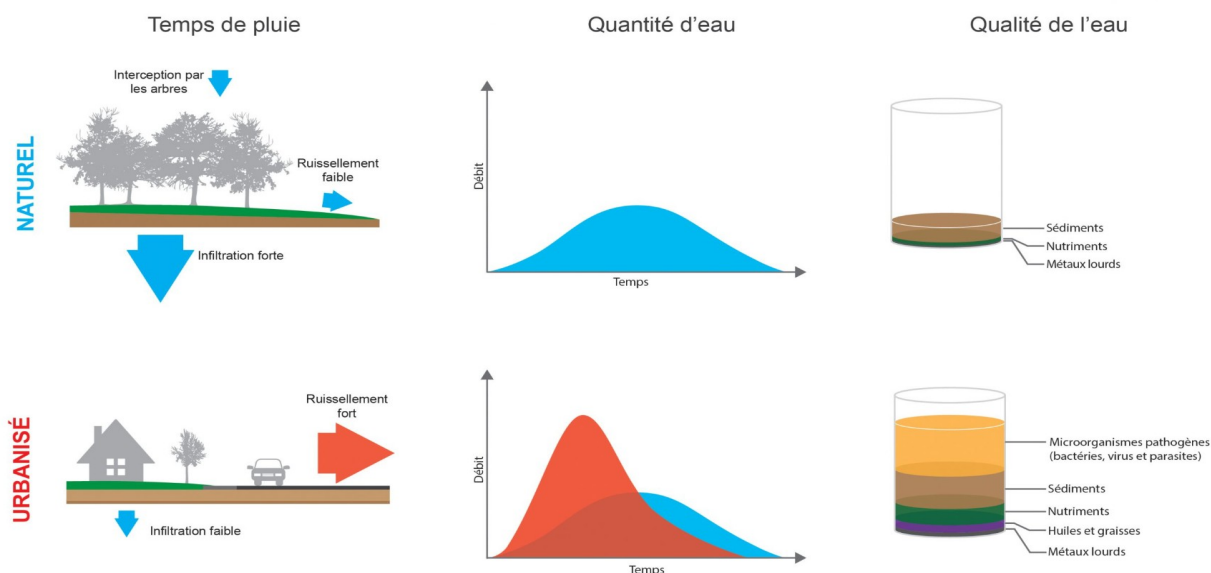 Temps de pluie
Quantité d'eau
Qualité de l'eau
NATUREL
Interception par
les arbres
Ruissellement
faible
Infiltration forte
Débit
Temps
Sédiments
Nutriments
Métaux lourds
URBANISÉ
Ruissellement
fort
Infiltration faible
Débit
Temps
Microorganismes pathogènes
(bactéries, virus et parasites)
Sédiments
Nutriments
Huiles et graisses
Métaux lourds